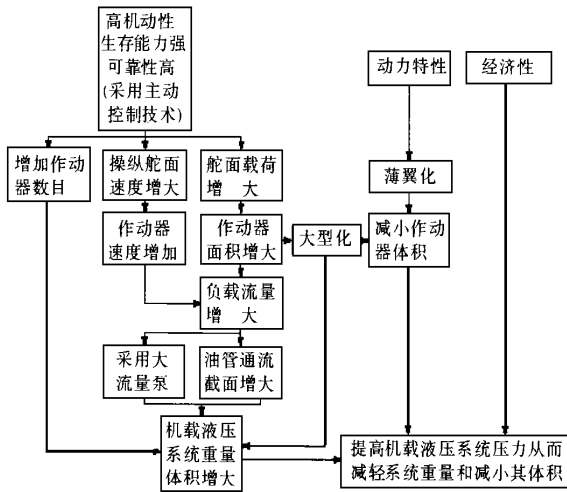 高机动性
生存能力强
可靠性高
(采用主动
控制技术)
动力特性
经济性
增加作动
器数目
操纵舵面
速度增大
舵面载荷
增 大
薄翼化
作动器
速度增加
作动器
面积增大
大型化
减小作动
器体积
负载流量
增 大
采用大
流量泵
油管通流
截面增大
机载液压
系统重量
体积增大
提高机载液压系统压力从而
减轻系统重量和减小其体积